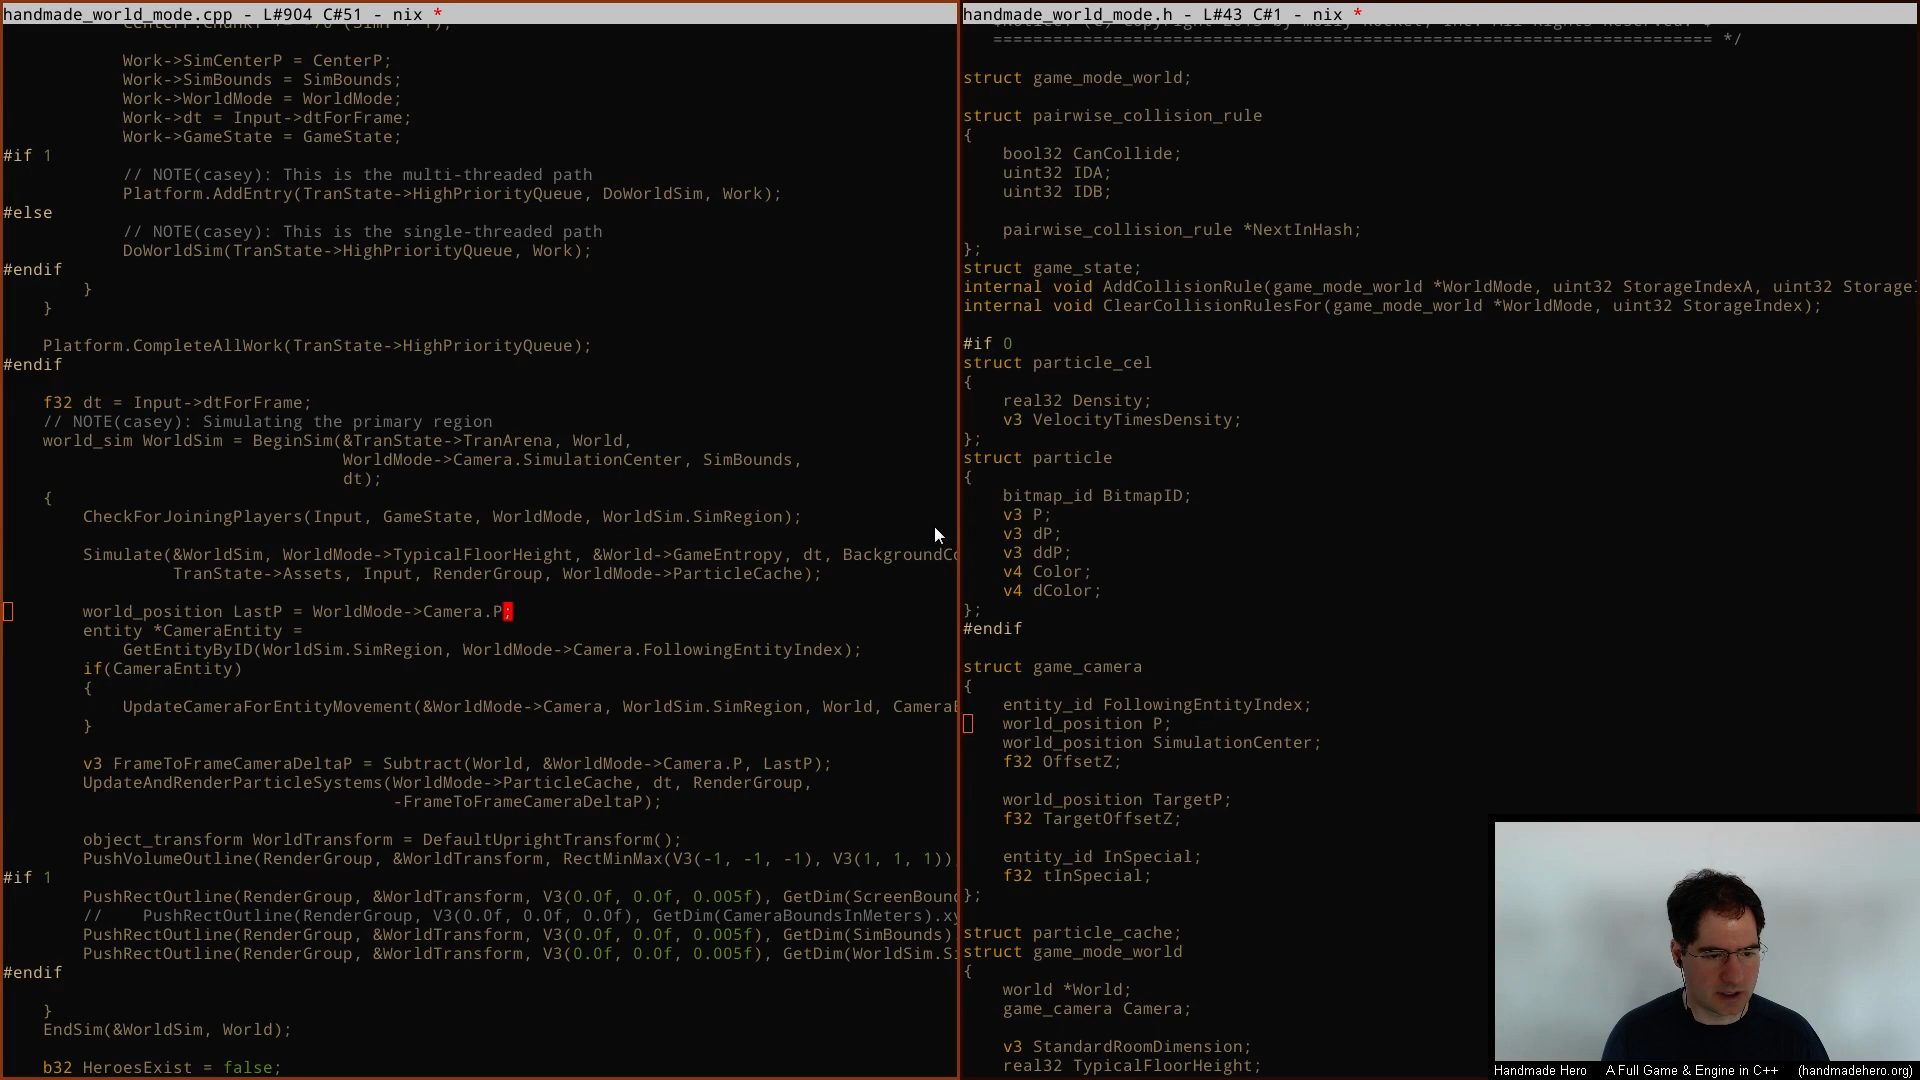 handmade_world_mode.cpp - L#904 C#51 - nix *
Work->SimCenterP = CenterP;
Work->SimBounds = SimBounds;
Work->WorldMode = WorldMode;
Work->dt = Input->dtForFrame;
Work->GameState = GameState;
#if 1
// NOTE(casey): This is the multi-threaded path
Platform.AddEntry(TranState->HighPriorityQueue, DoWorldSim, Work);
#else
// NOTE(casey): This is the single-threaded path
DoWorldSim(TranState->HighPriorityQueue, Work);
#endif
}
}
Platform.CompleteAllWork(TranState->HighPriorityQueue);
#endif
f32 dt = Input->dtForFrame;
// NOTE(casey): Simulating the primary region
world_sim WorldSim = BeginSim(&TranState->TranArena, World,
WorldMode->Camera.SimulationCenter, SimBounds,
dt);
{
CheckForJoiningPlayers(Input, GameState, WorldMode, WorldSim.SimRegion);
Simulate(&WorldSim, WorldMode->TypicalFloorHeight, &World->GameEntropy, dt, BackgroundCo
TranState->Assets, Input, RenderGroup, WorldMode->ParticleCache);
world_position LastP = WorldMode->Camera.P;
entity *CameraEntity =
GetEntityByID(WorldSim.SimRegion, WorldMode->Camera.FollowingEntityIndex);
if(CameraEntity)
{
UpdateCameraForEntityMovement(&WorldMode->Camera, WorldSim.SimRegion, World, CameraE
}
v3 FrameToFrameCameraDeltaP = Subtract(World, &WorldMode->Camera.P, LastP);
UpdateAndRenderParticleSystems(WorldMode->ParticleCache, dt, RenderGroup,
-FrameToFrameCameraDeltaP);
object_transform WorldTransform = DefaultUprightTransform();
PushVolumeOutline(RenderGroup, &WorldTransform, RectMinMax(V3(-1, -1, -1), V3(1, 1, 1)),
#if 1
PushRectOutline(RenderGroup, &WorldTransform, V3(0.0f, 0.0f, 0.005f), GetDim(ScreenBoun
//    PushRectOutline(RenderGroup, V3(0.0f, 0.0f, 0.0f), GetDim(CameraBoundsInMeters).xy
PushRectOutline(RenderGroup, &WorldTransform, V3(0.0f, 0.0f, 0.005f), GetDim(SimBounds)
PushRectOutline(RenderGroup, &WorldTransform, V3(0.0f, 0.0f, 0.005f), GetDim(WorldSim.Si
#endif
}
EndSim(&WorldSim, World);
b32 HeroesExist = false;
handmade_world_mode.h - L#43 C#1 - nix *
======================================================================== */
struct game_mode_world;
struct pairwise_collision_rule
{
bool32 CanCollide;
uint32 IDA;
uint32 IDB;
pairwise_collision_rule *NextInHash;
};
struct game_state;
internal void AddCollisionRule(game_mode_world *WorldMode, uint32 StorageIndexA, uint32 StorageI
internal void ClearCollisionRulesFor(game_mode_world *WorldMode, uint32 StorageIndex);
#if 0
struct particle_cel
{
real32 Density;
v3 VelocityTimesDensity;
};
struct particle
{
bitmap_id BitmapID;
v3 P;
v3 dP;
v3 ddP;
v4 Color;
v4 dColor;
};
#endif
struct game_camera
{
entity_id FollowingEntityIndex;
world_position P;
world_position SimulationCenter;
f32 OffsetZ;
world_position TargetP;
f32 TargetOffsetZ;
entity_id InSpecial;
f32 tInSpecial;
};
struct particle_cache;
struct game_mode_world
{
world *World;
game_camera Camera;
v3 StandardRoomDimension;
real32 TypicalFloorHeight;
Handmade Hero A Full Game & Engine in C++ (handmadehero.org)